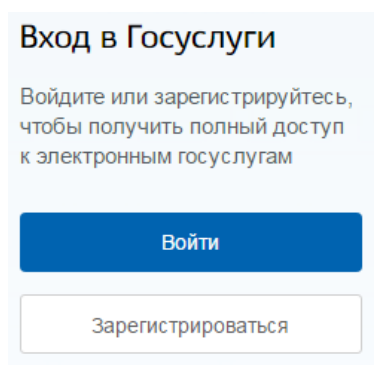 Вход в Госуслуги
Войдите или зарегистрируйтесь,
чтобы получить полный доступ
к электронным госуслугам
Войти
Зарегистрироваться